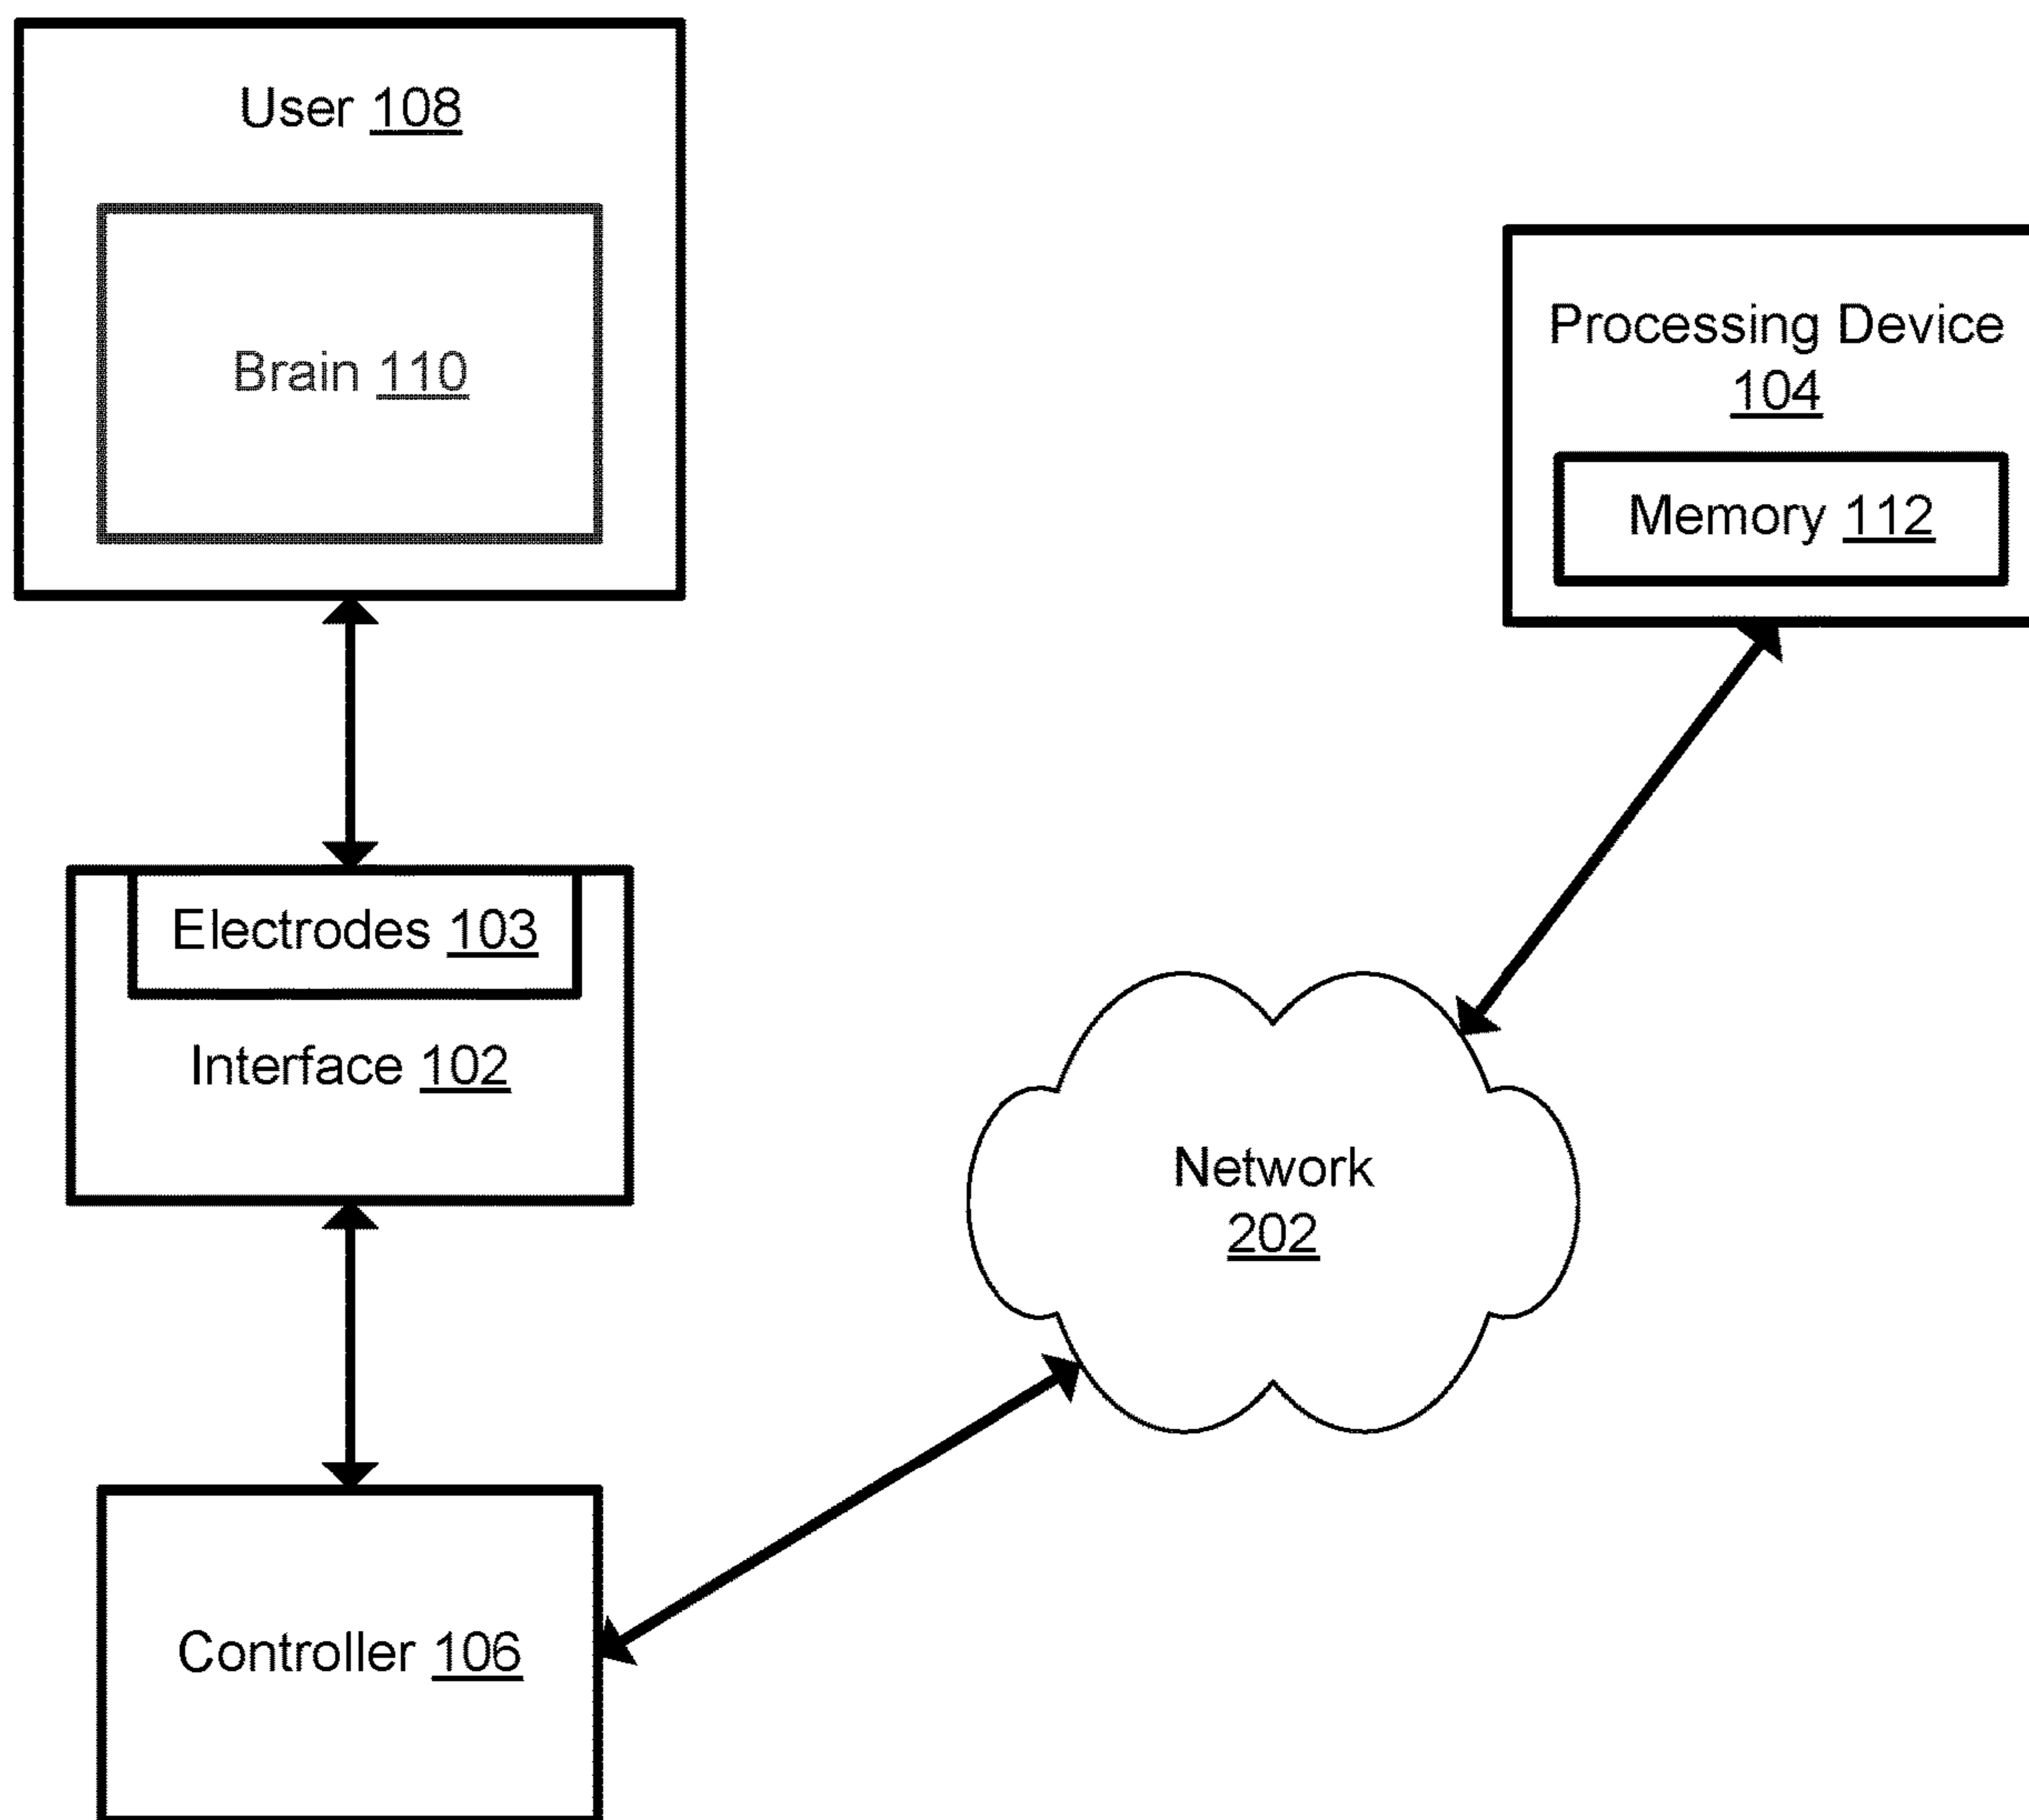 User 108
Brain 110
Processing Device
104
Memory 112
Electrodes 103
Interface 102
Network
202
Controller 106